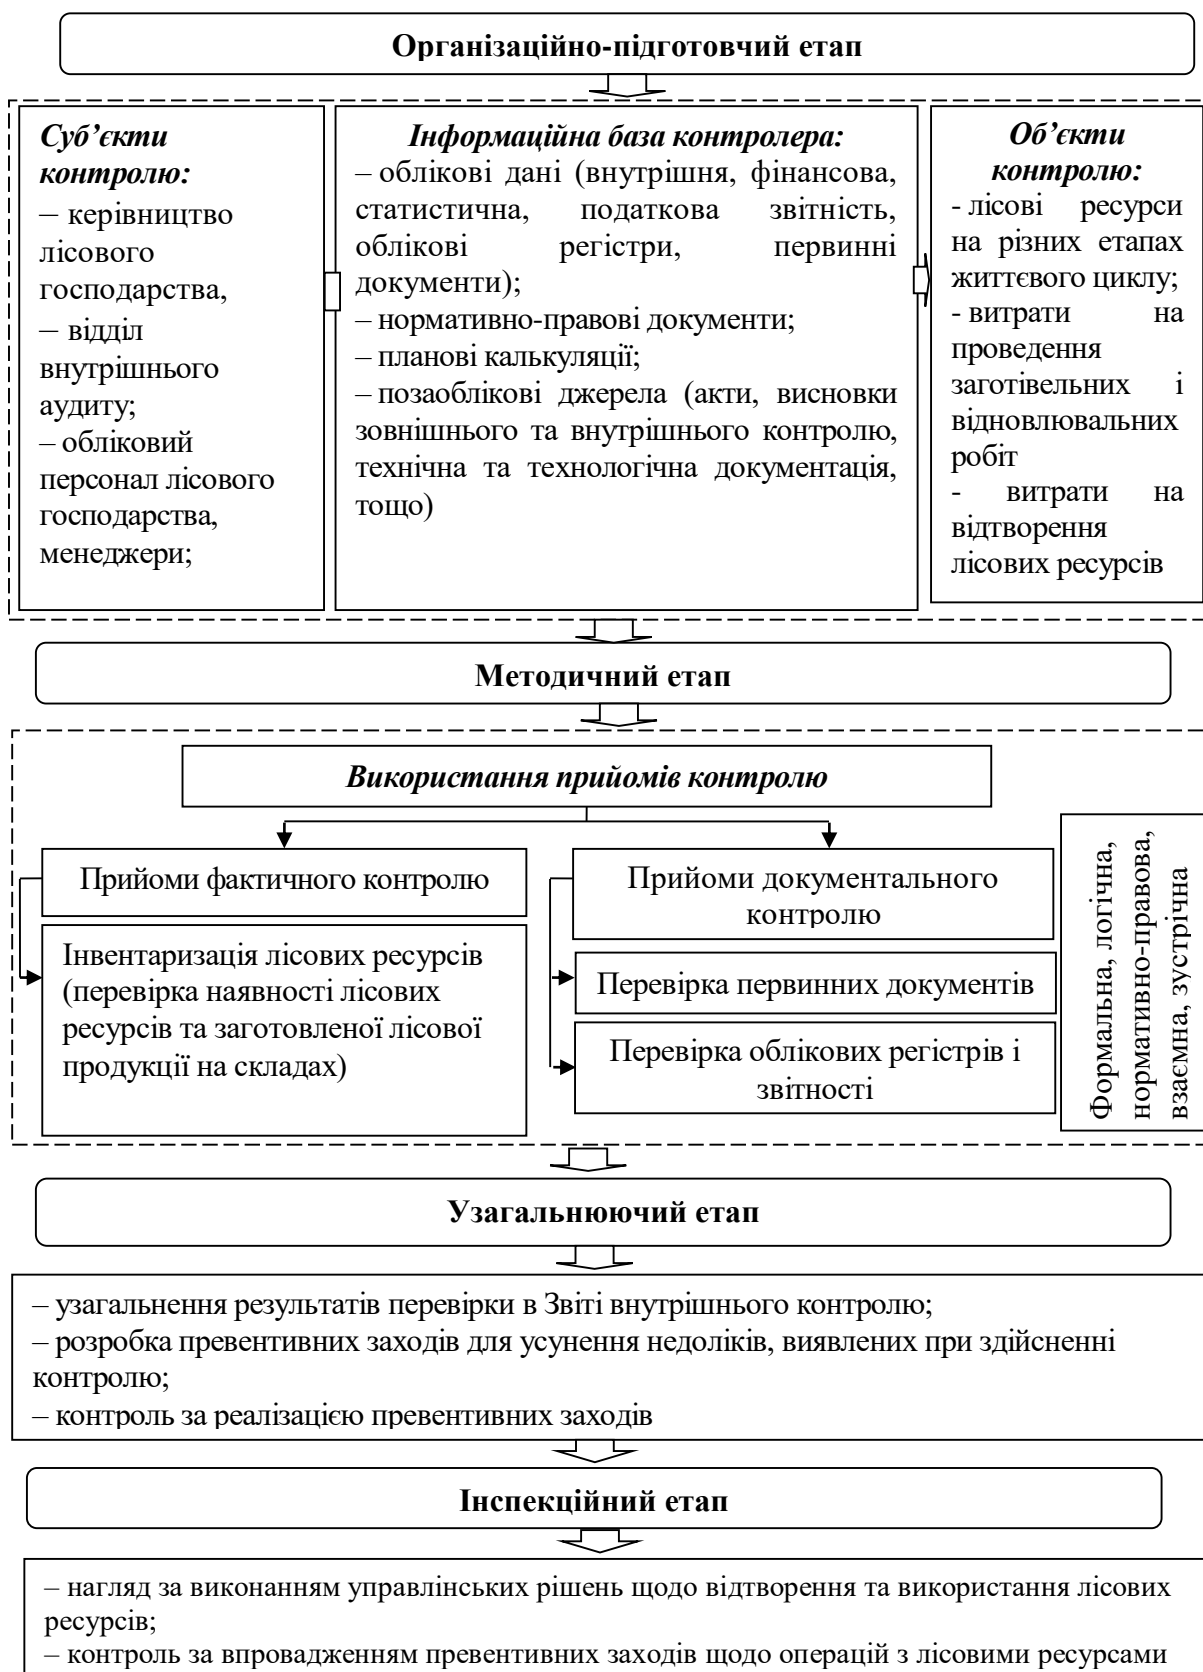 Організаційно-підготовчий етап
Суб’єкти
контролю:
– керівництво
лісового
господарства,
– відділ
внутрішнього
аудиту;
– обліковий
персонал лісового
господарства,
менеджери;
Інформаційна база контролера:
– облікові дані (внутрішня, фінансова,
статистична, податкова звітність,
облікові регістри, первинні
документи);
– нормативно-правові документи;
– планові калькуляції;
– позаоблікові джерела (акти, висновки
зовнішнього та внутрішнього контролю,
технічна та технологічна документація,
тощо)
Об’єкти
контролю:
- лісові ресурси
на різних етапах
життєвого циклу;
- витрати на
проведення
заготівельних і
відновлювальних
робіт
- витрати на
відтворення
лісових ресурсів
Методичний етап
Використання прийомів контролю
Прийоми фактичного контролю
Інвентаризація лісових ресурсів
(перевірка наявності лісових
ресурсів та заготовленої лісової
продукції на складах)
Прийоми документального
контролю
Перевірка первинних документів
Перевірка облікових регістрів і
звітності
Формальна, логічна,
нормативно-правова,
взаємна, зустрічна
Узагальнюючий етап
– узагальнення результатів перевірки в Звіті внутрішнього контролю;
– розробка превентивних заходів для усунення недоліків, виявлених при здійсненні
контролю;
– контроль за реалізацією превентивних заходів
Інспекційний етап
– нагляд за виконанням управлінських рішень щодо відтворення та використання лісових
ресурсів;
– контроль за впровадженням превентивних заходів щодо операцій з лісовими ресурсами